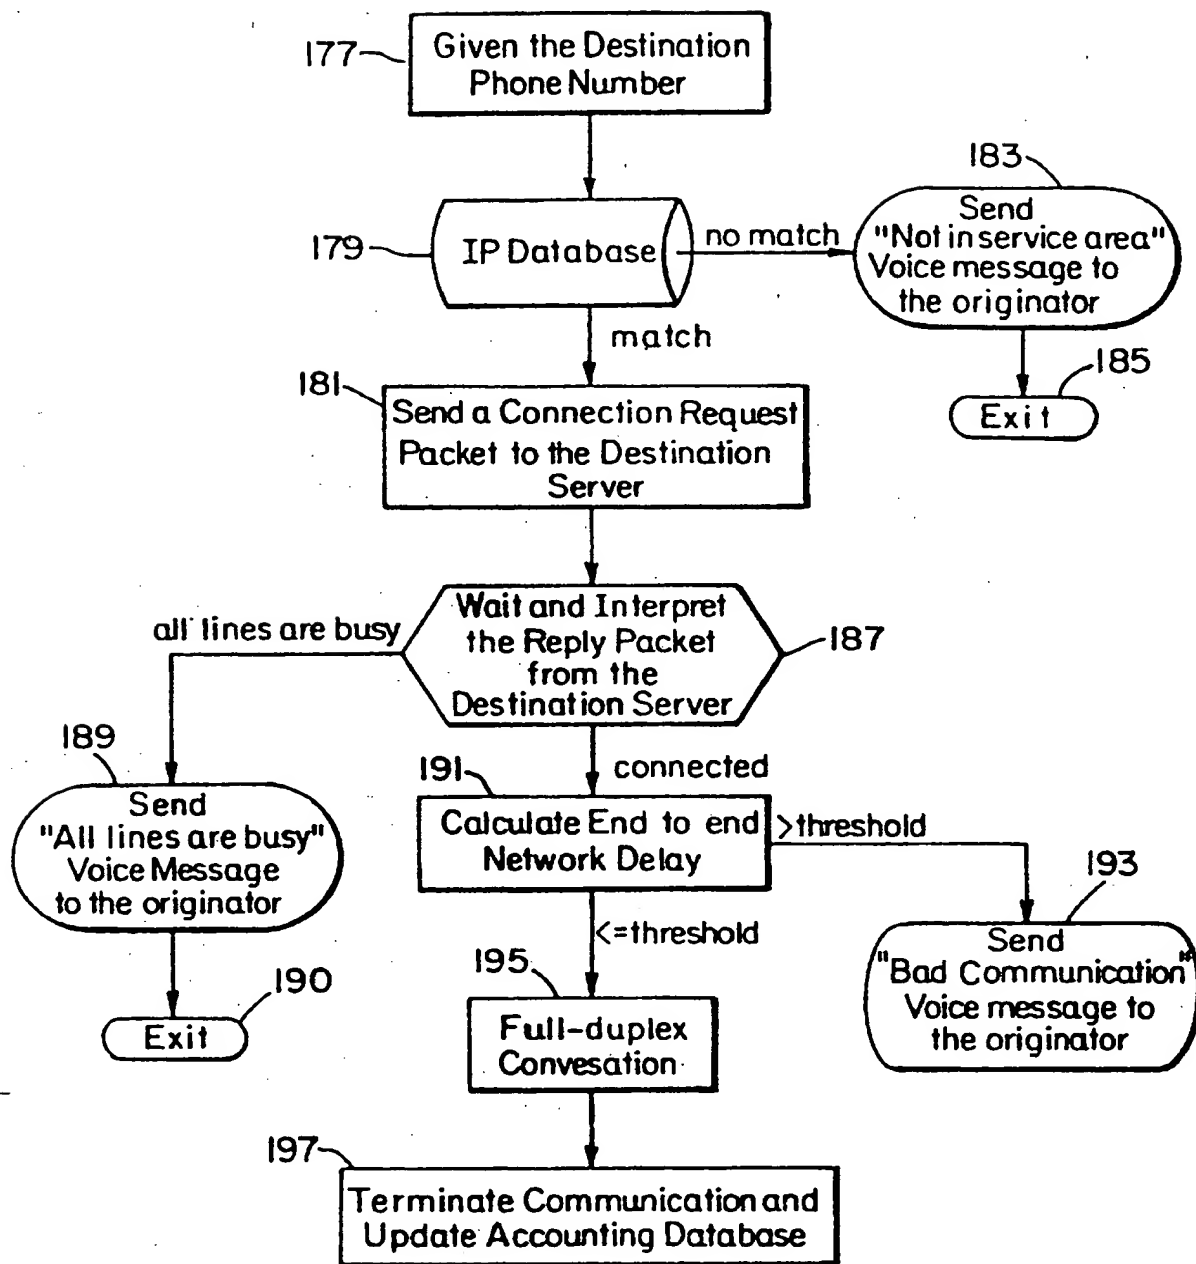 177
Given the Destination
Phone Number
183
Send
"Not in service area"
Voice message to
the originator
179
IP Database
no match
match
185
Exit
181
Send a Connection Request
Packet to the Destination
Server
all lines are busy
Wait and Interpret
the Reply Packet
from the
Destination Server
187
189
Send
"All lines are busy"
Voice Message
to the originator
connected
191
Calculate End to end
Network Delay
>threshold
193
Send
"Bad Communication"
Voice message to
the originator
<=threshold
190
Exit
195
Full-duplex
Convesation
197
Terminate Communication and
Update Accounting Database